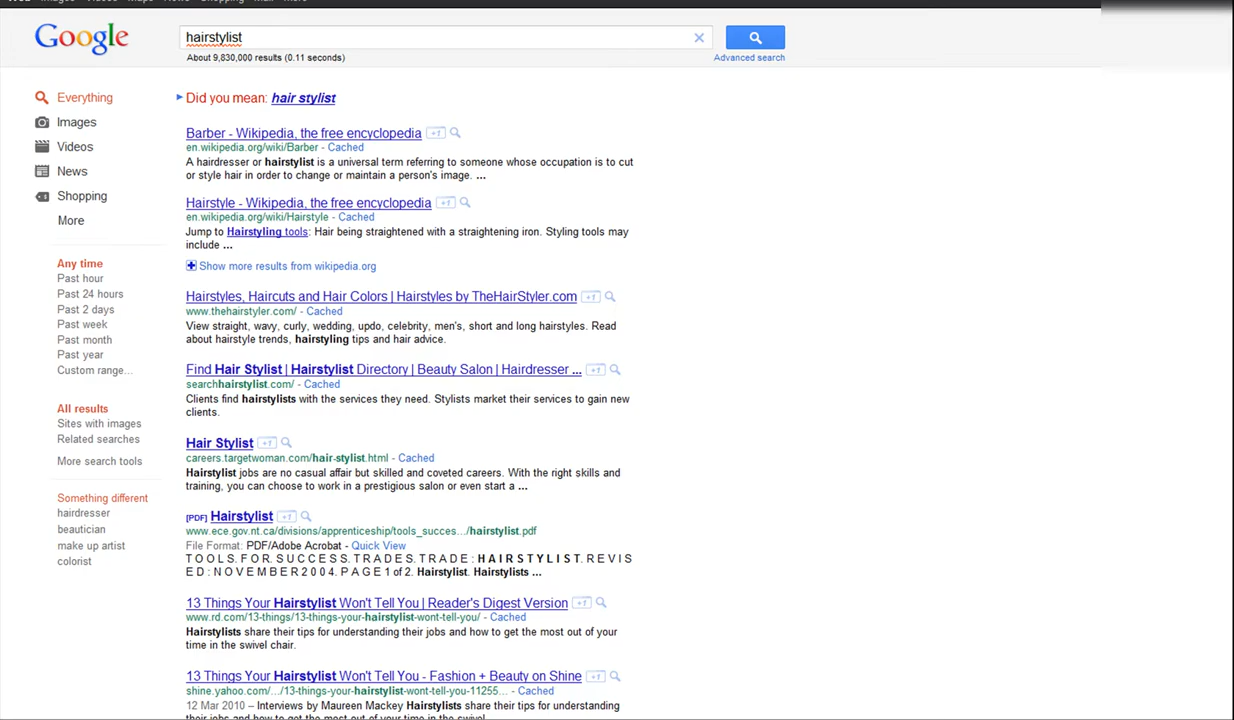 Google
hairstylist
About 9,830,000 results (0.11 seconds)
Advanced search
Everything
Images
Videos
News
Shopping
More
Any time
Past hour
Past 24 hours
Past 2 days
Past week
Past month
Past year
Custom range...
All results
Sites with images
Related searches
More search tools
Something different
hairdresser
beautician
make up artist
colorist
Did you mean: hair stylist
Barber - Wikipedia, the free encyclopedia +1
en.wikipedia.org/wiki/Barber - Cached
A hairdresser or hairstylist is a universal term referring to someone whose occupation is to cut
or style hair in order to change or maintain a person's image. ...
Hairstyle - Wikipedia, the free encyclopedia +1
en.wikipedia.org/wiki/Hairstyle - Cached
Jump to Hairstyling tools: Hair being straightened with a straightening iron. Styling tools may
include ...
Show more results from wikipedia.org
Hairstyles, Haircuts and Hair Colors | Hairstyles by TheHairStyler.com +1
www.thehairstyler.com/ - Cached
View straight, wavy, curly, wedding, updo, celebrity, men's, short and long hairstyles. Read
about hairstyle trends, hairstyling tips and hair advice.
Find Hair Stylist | Hairstylist Directory | Beauty Salon | Hairdresser ... +1
searchhairstylist.com/ - Cached
Clients find hairstylists with the services they need. Stylists market their services to gain new
clients.
Hair Stylist +1
careers.targetwoman.com/hair-stylist.html - Cached
Hairstylist jobs are no casual affair but skilled and coveted careers. With the right skills and
training, you can choose to work in a prestigious salon or even start a ...
[PDF] Hairstylist +1
www.ece.gov.nt.ca/divisions/apprenticeship/tools_succes.../hairstylist.pdf
File Format: PDF/Adobe Acrobat - Quick View
T O O L S. F O R. S U C C E S S. T R A D E S. T R A D E : H A I R S T Y L I S T. R E V I S
E D : N O V E M B E R 2 0 0 4. P A G E 1 of 2. Hairstylist. Hairstylists ...
13 Things Your Hairstylist Won't Tell You | Reader's Digest Version +1
www.rd.com/13-things/13-things-your-hairstylist-wont-tell-you/ - Cached
Hairstylists share their tips for understanding their jobs and how to get the most out of your
time in the swivel chair.
13 Things Your Hairstylist Won't Tell You - Fashion + Beauty on Shine +1
shine.yahoo.com/.../13-things-your-hairstylist-wont-tell-you-11255... - Cached
12 Mar 2010 – Interviews by Maureen Mackey Hairstylists share their tips for understanding
their jobs and how to get the most out of your time in the swivel